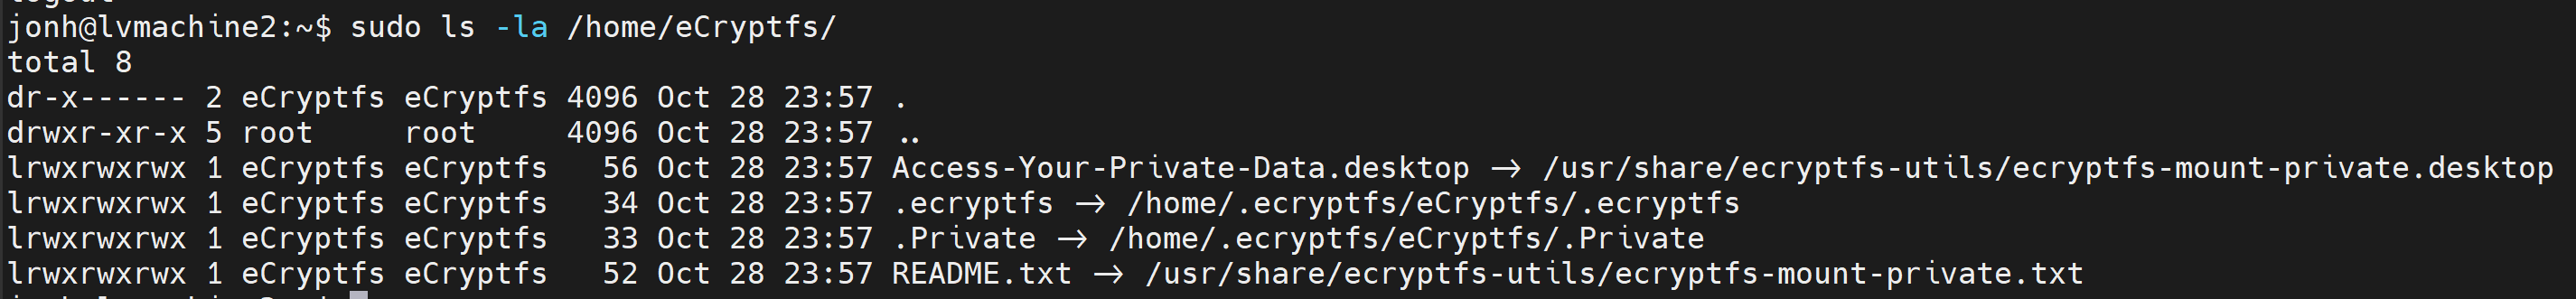 logout
jonh@lvmachine2:~$ sudo ls -la /home/eCryptfs/
total 8
dr-x------ 2 eCryptfs eCryptfs 4096 Oct 28 23:57 .
drwxr-xr-x 5 root     root     4096 Oct 28 23:57 ..
lrwxrwxrwx 1 eCryptfs eCryptfs   56 Oct 28 23:57 Access-Your-Private-Data.desktop -> /usr/share/ecryptfs-utils/ecryptfs-mount-private.desktop
lrwxrwxrwx 1 eCryptfs eCryptfs   34 Oct 28 23:57 .ecryptfs -> /home/.ecryptfs/eCryptfs/.ecryptfs
lrwxrwxrwx 1 eCryptfs eCryptfs   33 Oct 28 23:57 .Private -> /home/.ecryptfs/eCryptfs/.Private
lrwxrwxrwx 1 eCryptfs eCryptfs   52 Oct 28 23:57 README.txt -> /usr/share/ecryptfs-utils/ecryptfs-mount-private.txt